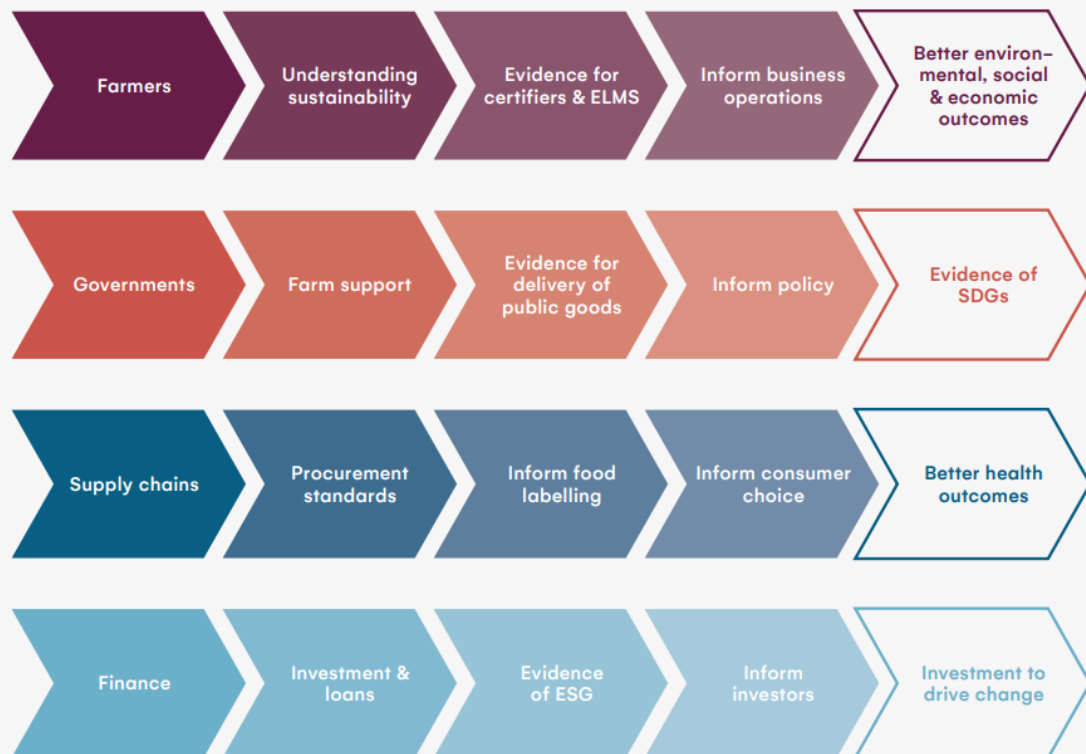 Farmers
Understanding
sustainability
Evidence for
certifiers & ELMS
Inform business
operations
Better environ-
mental, social
& economic
outcomes
Governments
Farm support
Evidence for
delivery of
public goods
Inform policy
Evidence of
SDGs
Supply chains
Procurement
standards
Inform food
labelling
Inform consumer
choice
Better health
outcomes
Finance
Investment &
loans
Evidence
of ESG
Inform
investors
Investment to
drive change